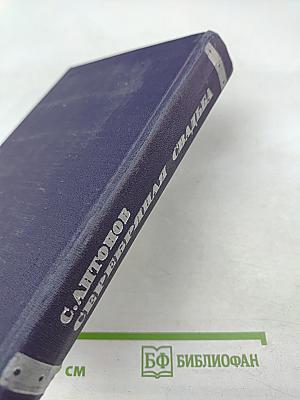 С. АНТОНОВ
СЕРЕБРЯНАЯ СВАДЬБА
СМ
БФ БИБЛИОФАН